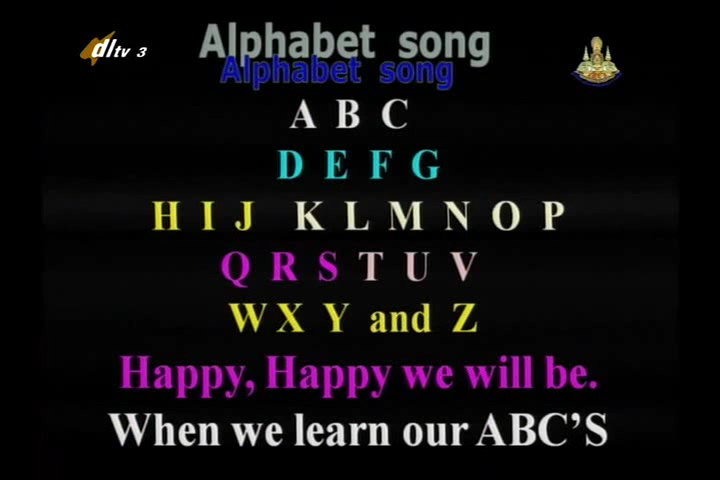 dltv 3
Alphabet song
Alphabet song
A B C
D E F G
H I J K L M N O P
Q R S T U V
W X Y and Z
Happy, Happy we will be.
When we learn our ABC'S